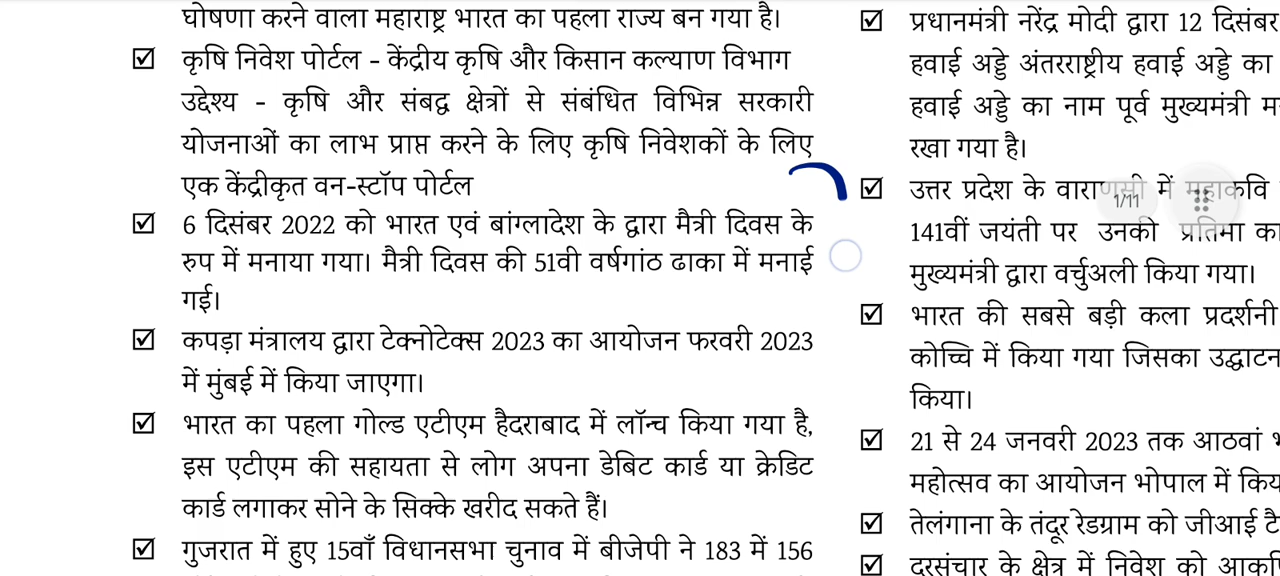 घोषणा करने वाला महाराष्ट्र भारत का पहला राज्य बन गया है।
कृषि निवेश पोर्टल - केंद्रीय कृषि और किसान कल्याण विभाग
उद्देश्य - कृषि और संबद्ध क्षेत्रों से संबंधित विभिन्न सरकारी
योजनाओं का लाभ प्राप्त करने के लिए कृषि निवेशकों के लिए
एक केंद्रीकृत वन-स्टॉप पोर्टल
6 दिसंबर 2022 को भारत एवं बांग्लादेश के द्वारा मैत्री दिवस के
रुप में मनाया गया। मैत्री दिवस की 51वी वर्षगांठ ढाका में मनाई
गई।
कपड़ा मंत्रालय द्वारा टेक्नोटेक्स 2023 का आयोजन फरवरी 2023
में मुंबई में किया जाएगा।
भारत का पहला गोल्ड एटीएम हैदराबाद में लॉन्च किया गया है,
इस एटीएम की सहायता से लोग अपना डेबिट कार्ड या क्रेडिट
कार्ड लगाकर सोने के सिक्के खरीद सकते हैं।
गुजरात में हुए 15वाँ विधानसभा चुनाव में बीजेपी ने 183 में 156
प्रधानमंत्री नरेंद्र मोदी द्वारा 12 दिसंबर
हवाई अड्डे अंतरराष्ट्रीय हवाई अड्डे का
हवाई अड्डे का नाम पूर्व मुख्यमंत्री
रखा गया है।
उत्तर प्रदेश के वाराणसी में महाकवि
1/11
141वीं जयंती पर उनकी प्रतिमा का
मुख्यमंत्री द्वारा वर्चुअली किया गया।
भारत की सबसे बड़ी कला प्रदर्शनी
कोच्चि में किया गया जिसका उद्घाटन
किया।
21 से 24 जनवरी 2023 तक आठवां
महोत्सव का आयोजन भोपाल में
तेलंगाना के तंदूर रेडग्राम को जीआई
दूरसंचार के क्षेत्र में निवेश को